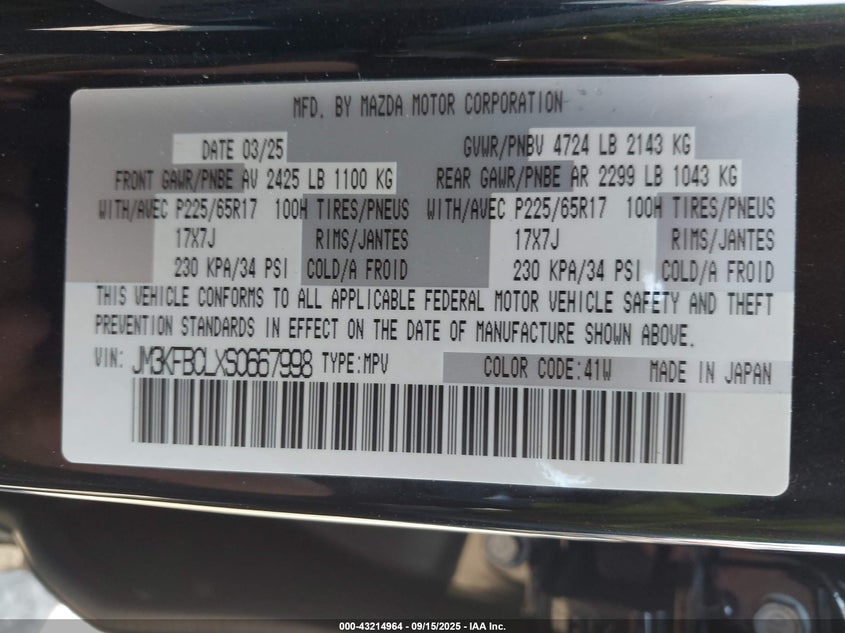 MFD. BY MAZDA MOTOR CORPORATION
DATE 03/25 GVWR/PNBV 4724 LB 2143 KG
FRONT GAWR/PNBE AV 2425 LB 1100 KG REAR GAWR/PNBE AR 2299 LB 1043 KG
WITH/AVEC P225/65R17 100H TIRES/PNEUS WITH/AVEC P225/65R17 100H TIRES/PNEUS
17X7J RIMS/JANTES 17X7J RIMS/JANTES
230 KPA/34 PSI COLD/A FROID 230 KPA/34 PSI COLD/A FROID
THIS VEHICLE CONFORMS TO ALL APPLICABLE FEDERAL MOTOR VEHICLE SAFETY AND THEFT
PREVENTION STANDARDS IN EFFECT ON THE DATE OF MANUFACTURE SHOWN ABOVE.
VIN: JM3KFBCLXS0667998 TYPE:MPV COLOR CODE:41W MADE IN JAPAN
000-43214964 - 09/15/2025 - IAA Inc.